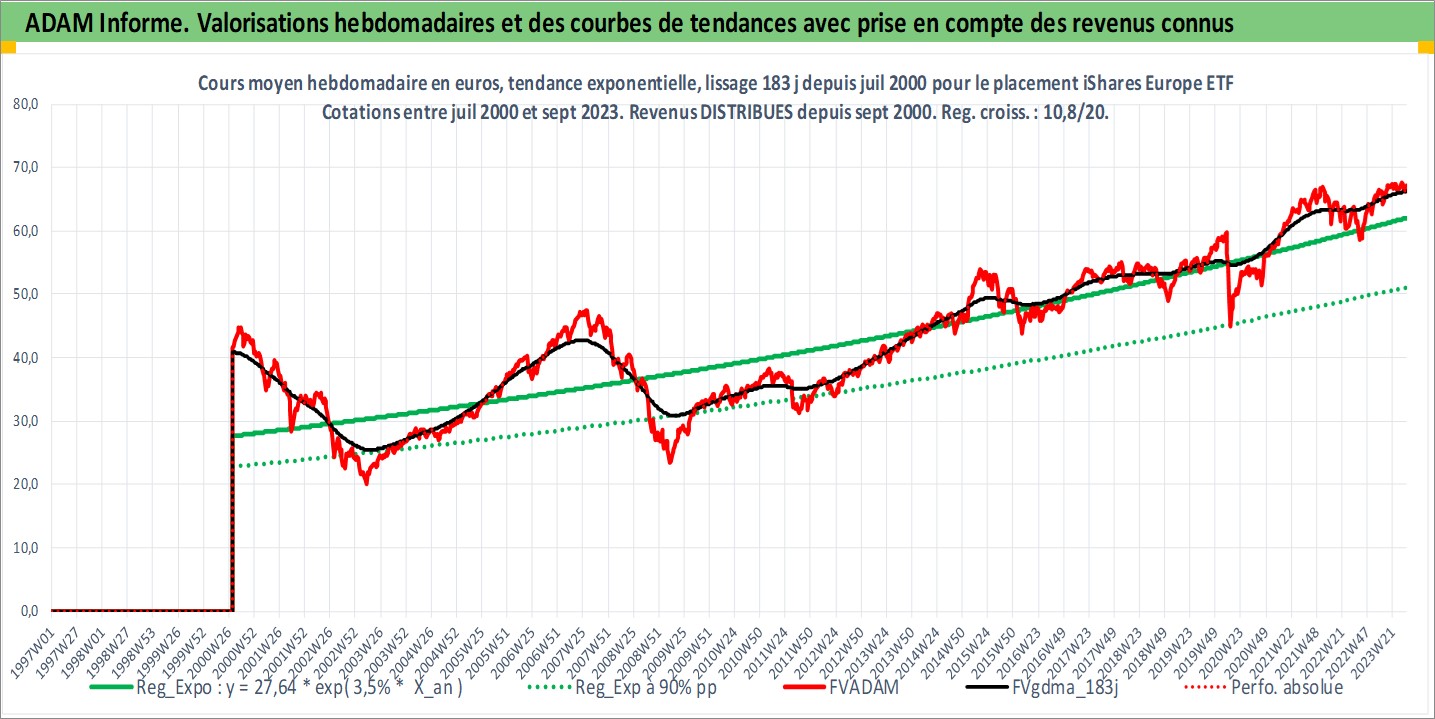 ADAM Informe. Valorisations hebdomadaires et des courbes de tendances avec prise en compte des revenus connus
Cours moyen hebdomadaire en euros, tendance exponentielle, lissage 183 j depuis juil 2000 pour le placement iShares Europe ETF
Cotations entre juil 2000 et sept 2023. Revenus DISTRIBUES depuis sept 2000. Reg. croiss. : 10,8/20.
80,0
70,0
60,0
50,0
40,0
30,0
20,0
10,0
0,0
1997W01
1997W27
1998W01
1998W27
1998W53
1999W26
1999W52
2000W26
2000W52
2001W26
2001W52
2002W26
2002W52
2003W26
2003W52
2004W26
2004W52
2005W25
2005W51
2006W25
2006W51
2007W25
2007W51
2008W25
2008W51
2009W25
2009W51
2010W24
2010W50
2011W24
2011W50
2012W24
2012W50
2013W24
2013W50
2014W24
2014W50
2015W24
2015W50
2016W23
2016W49
2017W23
2017W49
2018W23
2018W49
2019W23
2019W49
2020W23
2020W49
2021W22
2021W48
2022W21
2022W47
2023W21
Reg_Expo : y = 27,64 * exp( 3,5% * X_an )
Reg_Exp à 90% pp
FVADAM
FVgdma_183j
Perfo. absolue